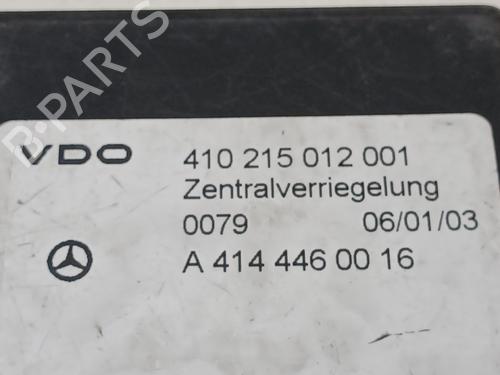 B-PARTS
VDO 410 215 012 001
Zentralverriegelung
0079 06/01/03
A 414 446 00 16